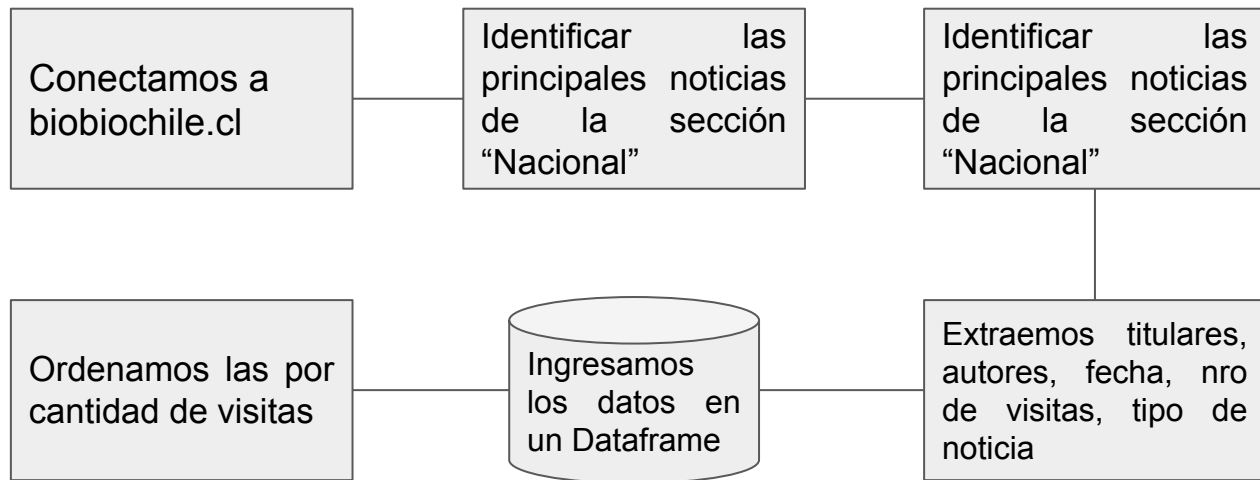 Conectamos a
biobiochile.cl
Identificar las
principales noticias
de la sección
“Nacional”
Identificar las
principales noticias
de la sección
“Nacional”
Extraemos titulares,
autores, fecha, nro
de visitas, tipo de
noticia
Ingresamos
los datos en
un Dataframe
Ordenamos las por
cantidad de visitas